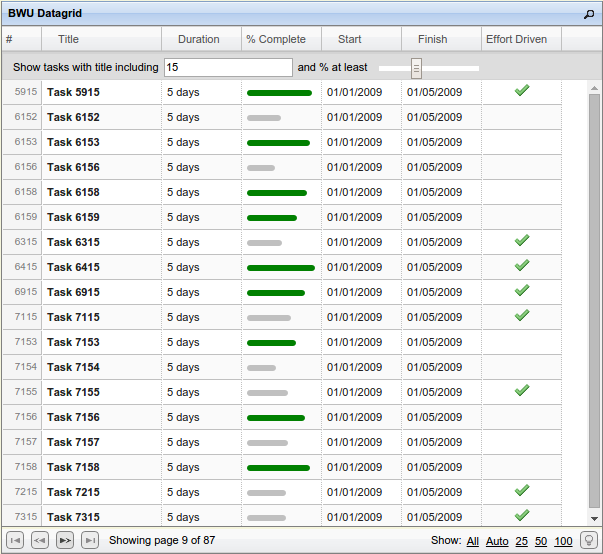 BWU Datagrid
# Title Duration % Complete Start Finish Effort Driven
Show tasks with title including 15 and % at least
5915 Task 5915 5 days 01/01/2009 01/05/2009
6152 Task 6152 5 days 01/01/2009 01/05/2009
6153 Task 6153 5 days 01/01/2009 01/05/2009
6156 Task 6156 5 days 01/01/2009 01/05/2009
6158 Task 6158 5 days 01/01/2009 01/05/2009
6159 Task 6159 5 days 01/01/2009 01/05/2009
6315 Task 6315 5 days 01/01/2009 01/05/2009
6415 Task 6415 5 days 01/01/2009 01/05/2009
6915 Task 6915 5 days 01/01/2009 01/05/2009
7115 Task 7115 5 days 01/01/2009 01/05/2009
7153 Task 7153 5 days 01/01/2009 01/05/2009
7154 Task 7154 5 days 01/01/2009 01/05/2009
7155 Task 7155 5 days 01/01/2009 01/05/2009
7156 Task 7156 5 days 01/01/2009 01/05/2009
7157 Task 7157 5 days 01/01/2009 01/05/2009
7158 Task 7158 5 days 01/01/2009 01/05/2009
7215 Task 7215 5 days 01/01/2009 01/05/2009
7315 Task 7315 5 days 01/01/2009 01/05/2009
Showing page 9 of 87 Show: All Auto 25 50 100